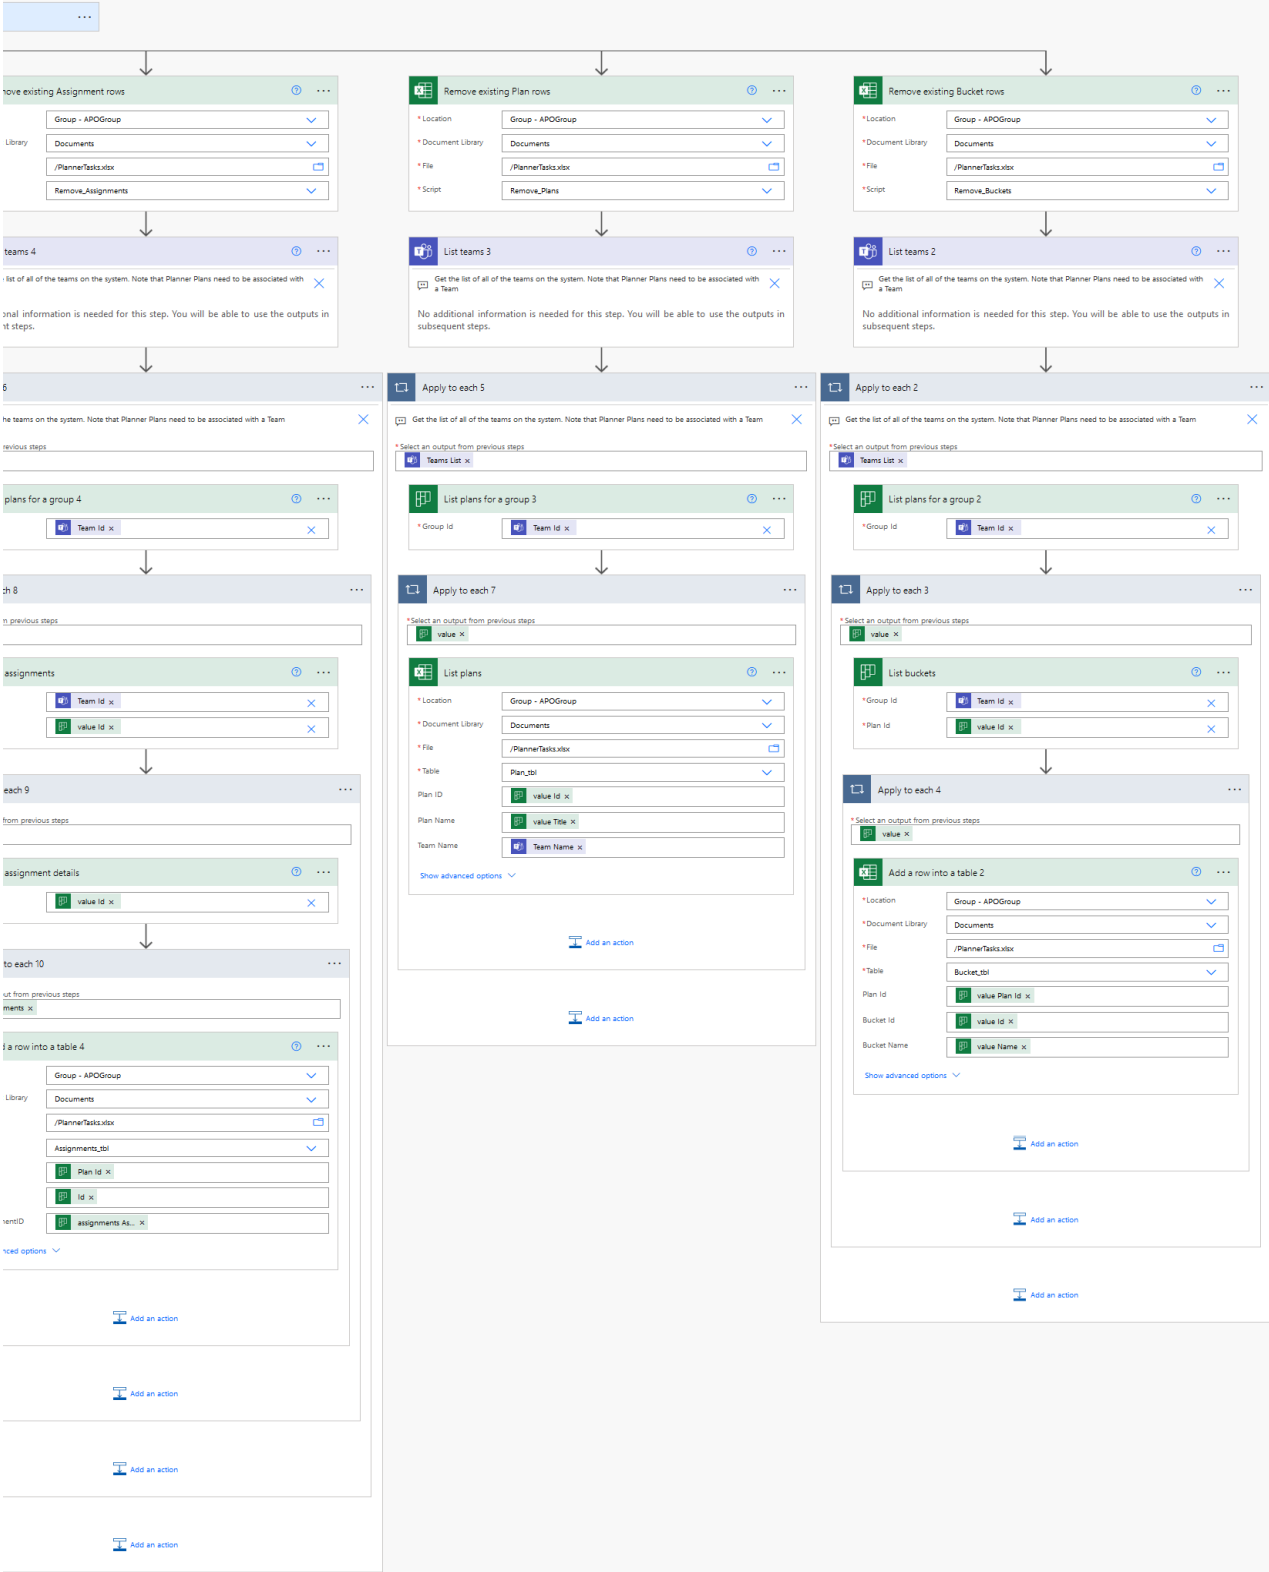 ove existing Assignment rows
Group - APOGroup
Library
Documents
/PlannerTasks.xlsx
Remove_Assignments
teams 4
list of all of the teams on the system. Note that Planner Plans need to be associated with
onal information is needed for this step. You will be able to use the outputs in
nt steps.
6
he teams on the system. Note that Planner Plans need to be associated with a Team
revious steps
plans for a group 4
Team Id ×
ch 8
m previous steps
assignments
Team Id ×
value Id ×
each 9
from previous steps
assignment details
value Id ×
to each 10
ut from previous steps
ments ×
d a row into a table 4
Group - APOGroup
Library
Documents
/PlannerTasks.xlsx
Assignments_tbl
Plan Id ×
Id ×
mentID
assignments As... ×
nced options
Add an action
Add an action
Add an action
Add an action
Remove existing Plan rows
* Location
Group - APOGroup
* Document Library
Documents
* File
/PlannerTasks.xlsx
* Script
Remove_Plans
List teams 3
Get the list of all of the teams on the system. Note that Planner Plans need to be associated with
a Team
No additional information is needed for this step. You will be able to use the outputs in
subsequent steps.
Apply to each 5
Get the list of all of the teams on the system. Note that Planner Plans need to be associated with a Team
* Select an output from previous steps
Teams List ×
List plans for a group 3
* Group Id
Team Id ×
Apply to each 7
* Select an output from previous steps
value ×
List plans
* Location
Group - APOGroup
* Document Library
Documents
* File
/PlannerTasks.xlsx
* Table
Plan_tbl
Plan ID
value Id ×
Plan Name
value Title ×
Team Name
Team Name ×
Show advanced options
Add an action
Add an action
Remove existing Bucket rows
* Location
Group - APOGroup
* Document Library
Documents
* File
/PlannerTasks.xlsx
* Script
Remove_Buckets
List teams 2
Get the list of all of the teams on the system. Note that Planner Plans need to be associated with
a Team
No additional information is needed for this step. You will be able to use the outputs in
subsequent steps.
Apply to each 2
Get the list of all of the teams on the system. Note that Planner Plans need to be associated with a Team
* Select an output from previous steps
Teams List ×
List plans for a group 2
* Group Id
Team Id ×
Apply to each 3
* Select an output from previous steps
value ×
List buckets
* Group Id
Team Id ×
* Plan Id
value Id ×
Apply to each 4
* Select an output from previous steps
value ×
Add a row into a table 2
* Location
Group - APOGroup
* Document Library
Documents
* File
/PlannerTasks.xlsx
* Table
Bucket_tbl
Plan Id
value Plan Id ×
Bucket Id
value Id ×
Bucket Name
value Name ×
Show advanced options
Add an action
Add an action
Add an action